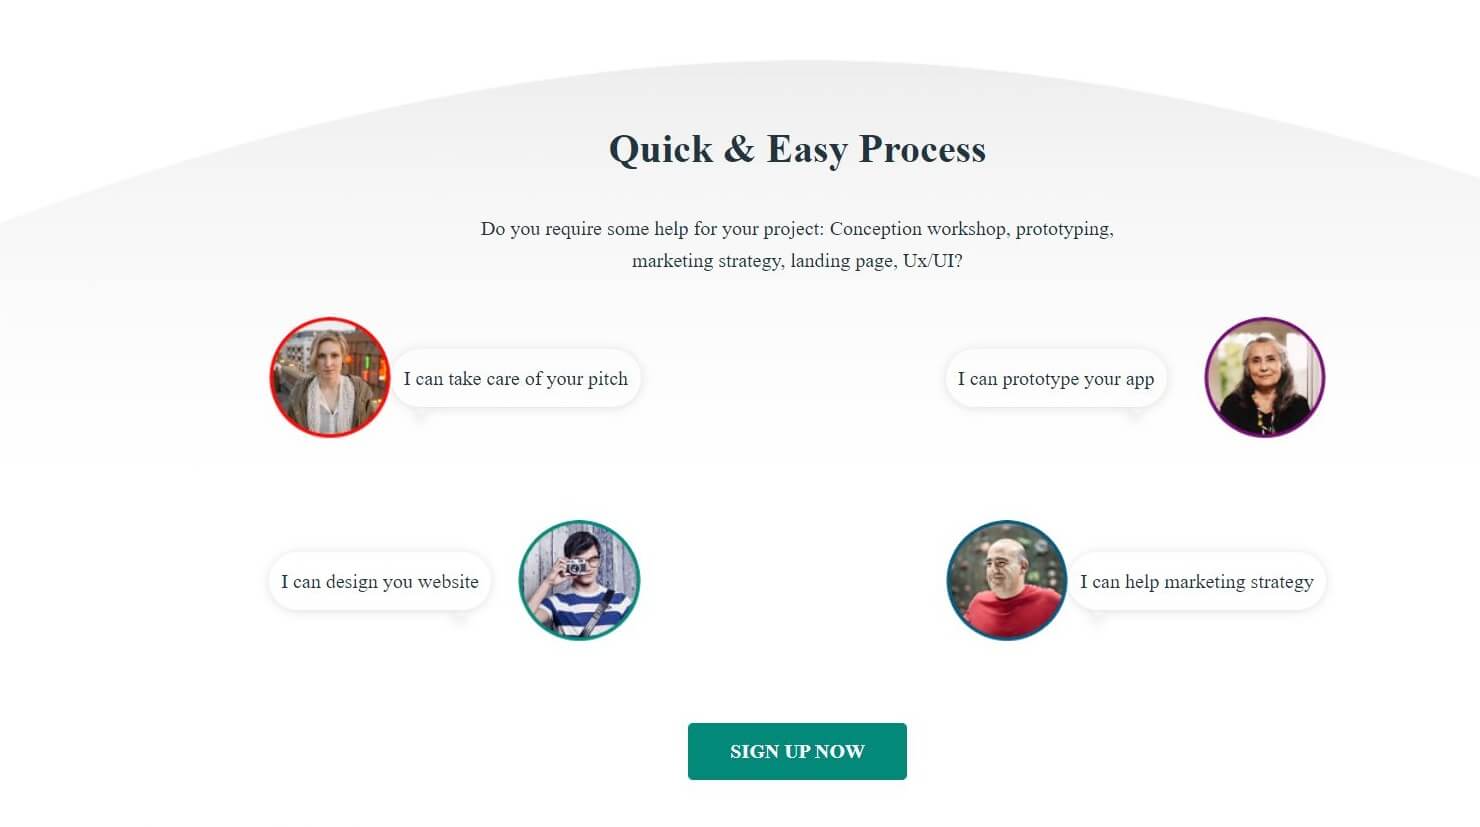 Quick & Easy Process
Do you require some help for your project: Conception workshop, prototyping,
marketing strategy, landing page, Ux/UI?
I can take care of your pitch
I can prototype your app
I can design you website
I can help marketing strategy
SIGN UP NOW